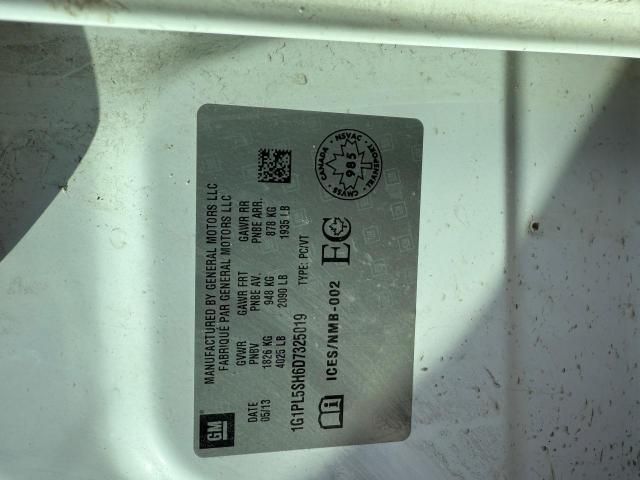 GM
MANUFACTURED BY GENERAL MOTORS LLC
FABRIQUÉ PAR GENERAL MOTORS LLC
DATE GVWR GAWR FRT GAWR RR
05/13 PNBV PNBE AV. PNBE ARR.
1826 KG 948 KG 878 KG
4025 LB 2090 LB 1935 LB
1G1PL5SH6D7325019 TYPE: PC/VT
ICES/NMB-002
EC
CANADA • NSVAC
985
CMVSS